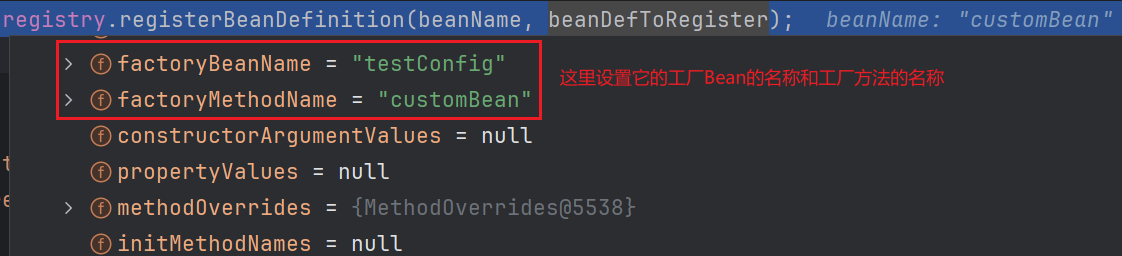 registry.registerBeanDefinition(beanName, beanDefToRegister); beanName: "customBean"
factoryBeanName = "testConfig"
这里设置它的工厂Bean的名称和工厂方法的名称
factoryMethodName = "customBean"
constructorArgumentValues = null
propertyValues = null
methodOverrides = {MethodOverrides@5538}
initMethodNames = null